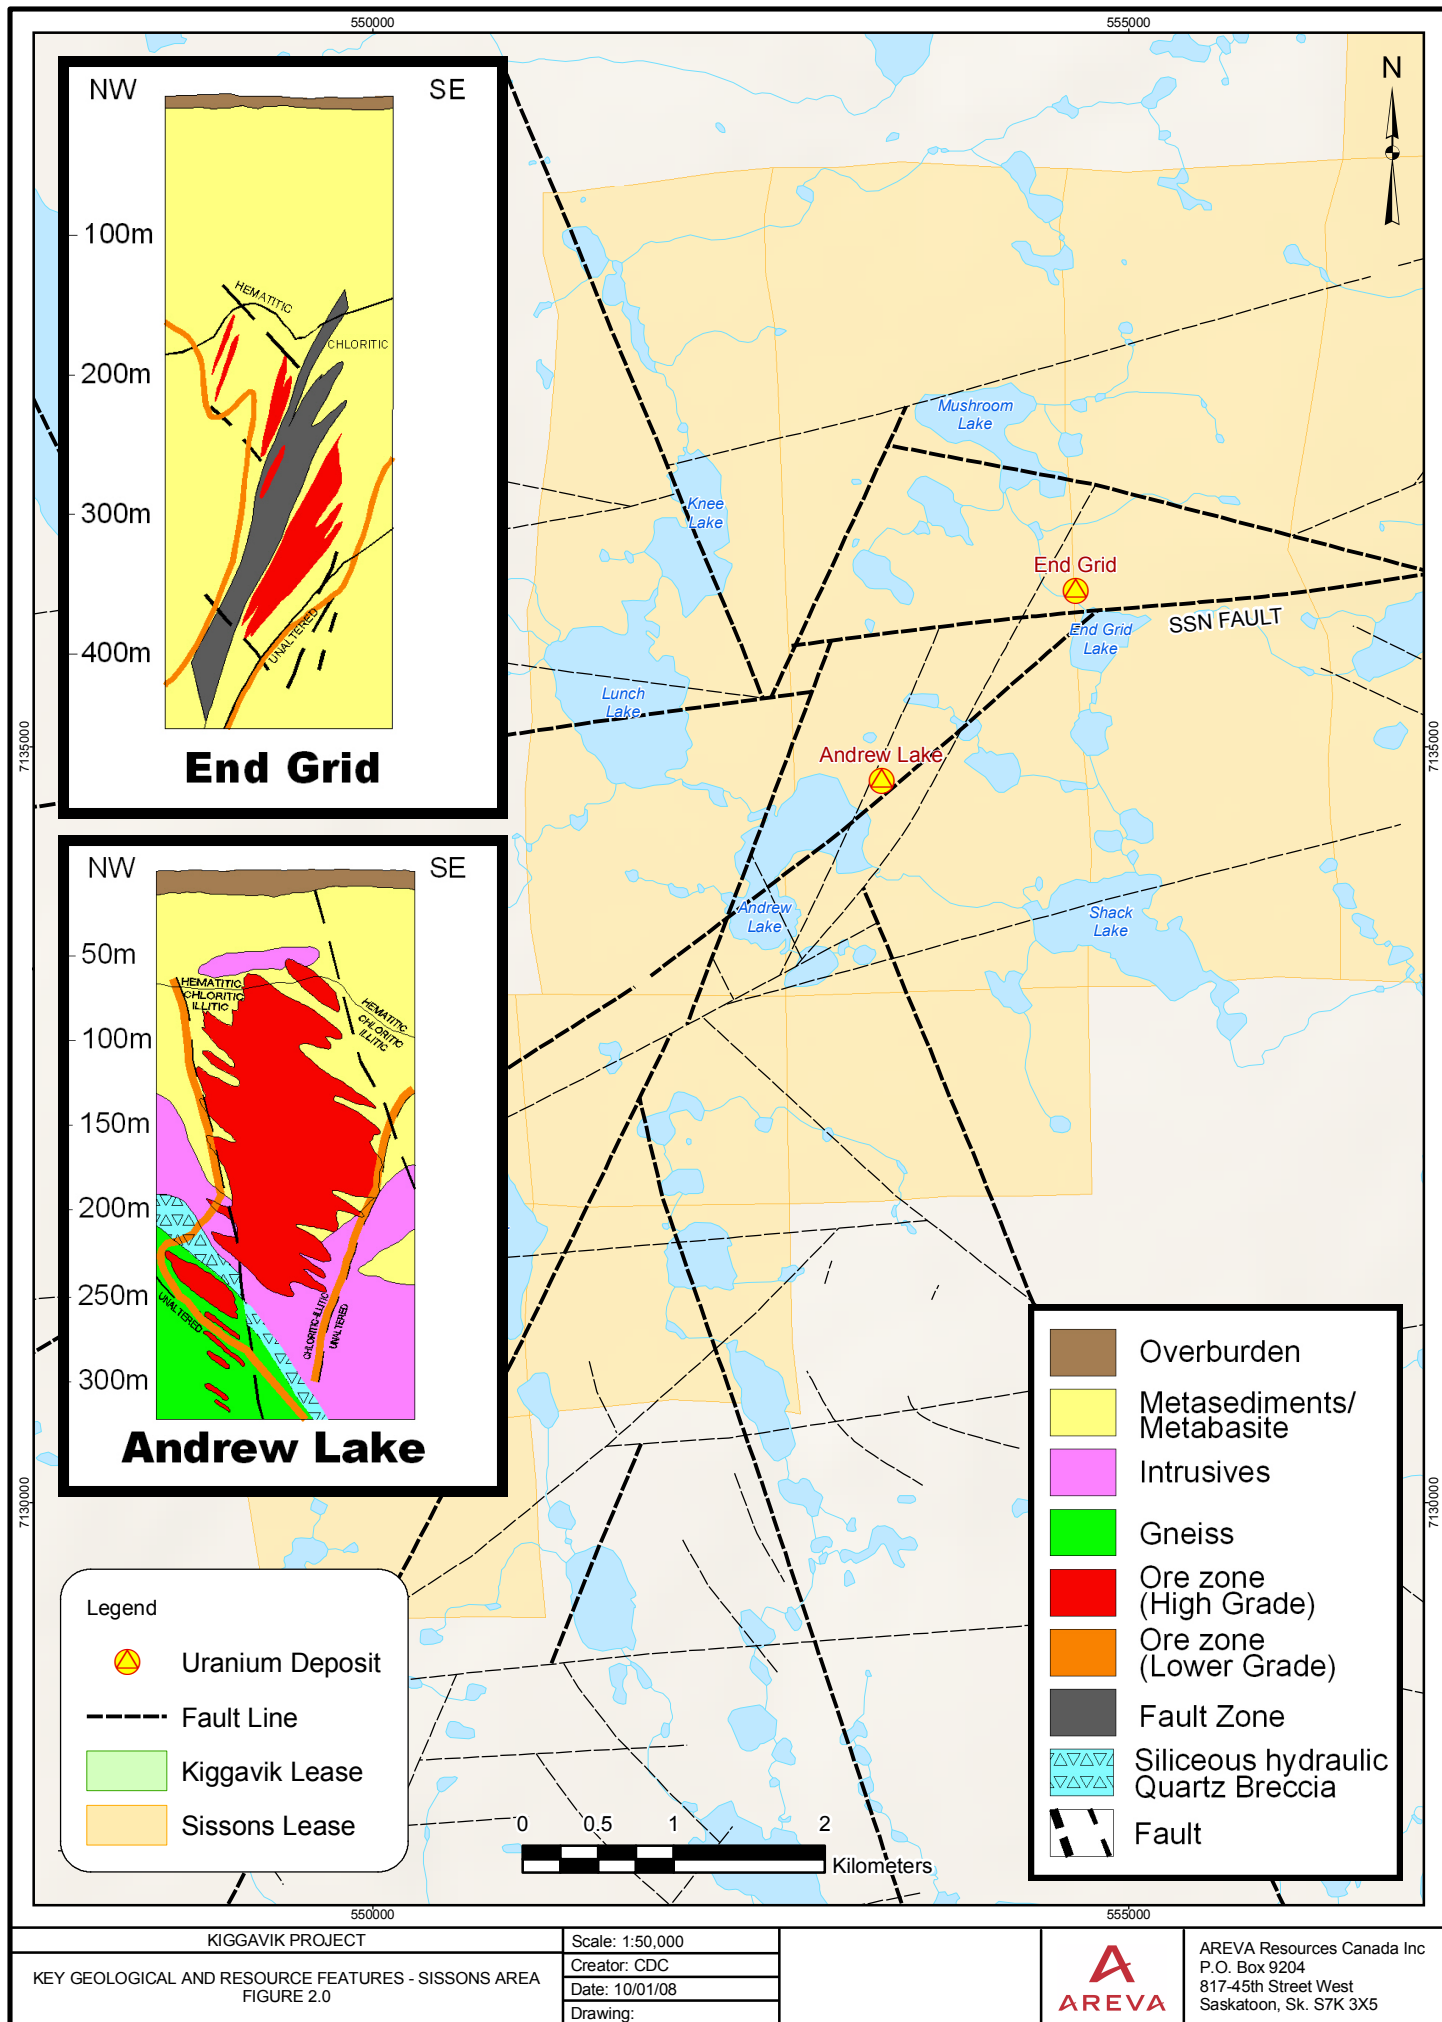 550000
555000
NW
SE
100m
200m
300m
400m
HEMATITIC
CHLORITIC
UNALTERED
End Grid
NW
SE
50m
100m
150m
200m
250m
300m
HEMATITIC
CHLORITIC
ILLITIC
HEMATITIC
CHLORITIC
ILLITIC
UNALTERED
CHLORITIC-ILLITIC
UNALTERED
Andrew Lake
N
Mushroom
Lake
Knee
Lake
End Grid
SSN FAULT
End Grid
Lake
Lunch
Lake
Andrew Lake
Andrew
Lake
Shack
Lake
7135000
7135000
7130000
7130000
Legend
Uranium Deposit
Fault Line
Kiggavik Lease
Sissons Lease
0 0.5 1 2
Kilometers
Overburden
Metasediments/
Metabasite
Intrusives
Gneiss
Ore zone
(High Grade)
Ore zone
(Lower Grade)
Fault Zone
Siliceous hydraulic
Quartz Breccia
Fault
550000
555000
KIGGAVIK PROJECT
KEY GEOLOGICAL AND RESOURCE FEATURES - SISSONS AREA
FIGURE 2.0
Scale: 1:50,000
Creator: CDC
Date: 10/01/08
Drawing:
AREVA
AREVA Resources Canada Inc
P.O. Box 9204
817-45th Street West
Saskatoon, Sk. S7K 3X5